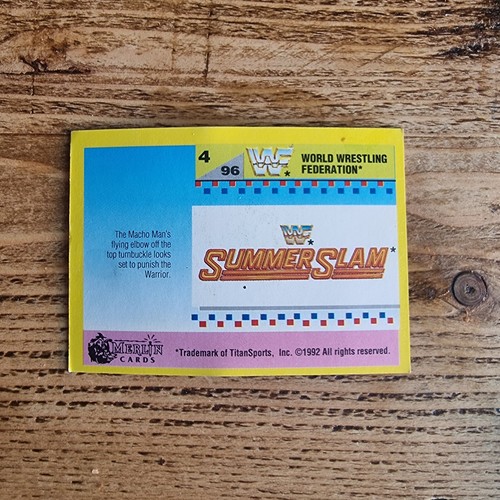 4
96
WF
WORLD WRESTLING
FEDERATION*
The Macho Man's
flying elbow off the
top turnbuckle looks
set to punish the
Warrior.
WF
SUMMERSLAM*
MERLIN
CARDS
*Trademark of TitanSports, Inc. ©1992 All rights reserved.